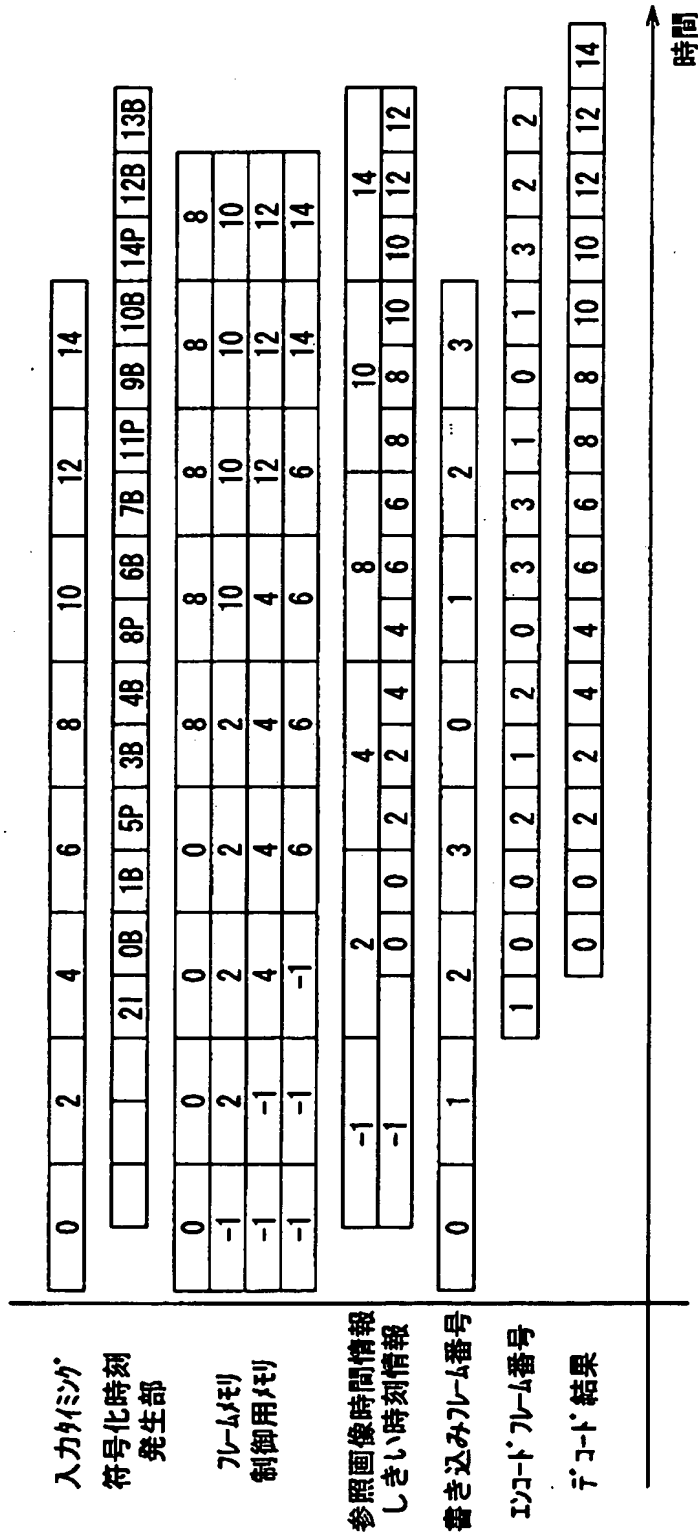 入力タイミング 0 2 4 6 8 10 12 14
符号化時刻
発生部 2I 0B 1B 5P 3B 4B 8P 6B 7B 11P 9B 10B 14P 12B 13B
フレームメモリ
制御用メモリ
0 0 0 0 8 8 8 8 8
-1 2 2 2 2 10 10 10 10
-1 -1 4 4 4 4 12 12 12
-1 -1 -1 6 6 6 6 14 14
参照画像時間情報 -1 2 4 8 10 14
しきい時刻情報 -1 0 0 2 2 4 4 6 6 8 8 10 10 12 12
書き込みフレーム番号 0 1 2 3 0 1 2 3
エンコードフレーム番号 1 0 0 2 1 2 0 3 3 1 0 1 3 2 2
デコード結果 0 0 2 2 4 4 6 6 8 8 10 10 12 12 14
時間